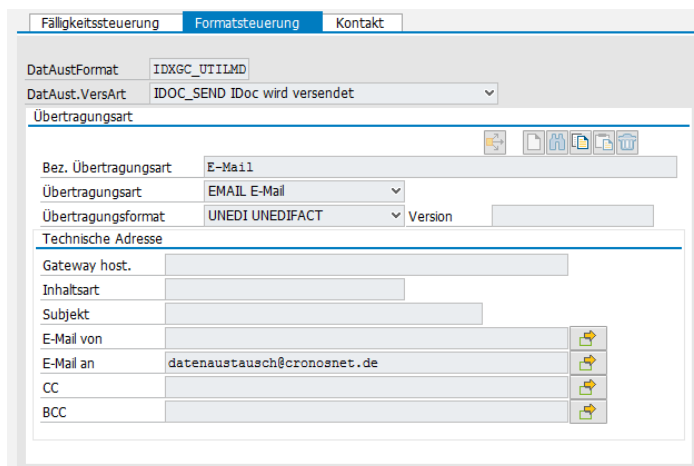 Fälligkeitssteuerung Formatsteuerung Kontakt
DatAustFormat IDXGC_UTILMD
DatAust.VersArt IDOC_SEND IDoc wird versendet
Übertragungsart
Bez. Übertragungsart E-Mail
Übertragungsart EMAIL E-Mail
Übertragungsformat UNEDI UNEDIFACT Version
Technische Adresse
Gateway host.
Inhaltsart
Subjekt
E-Mail von
E-Mail an datenaustausch@cronosnet.de
CC
BCC